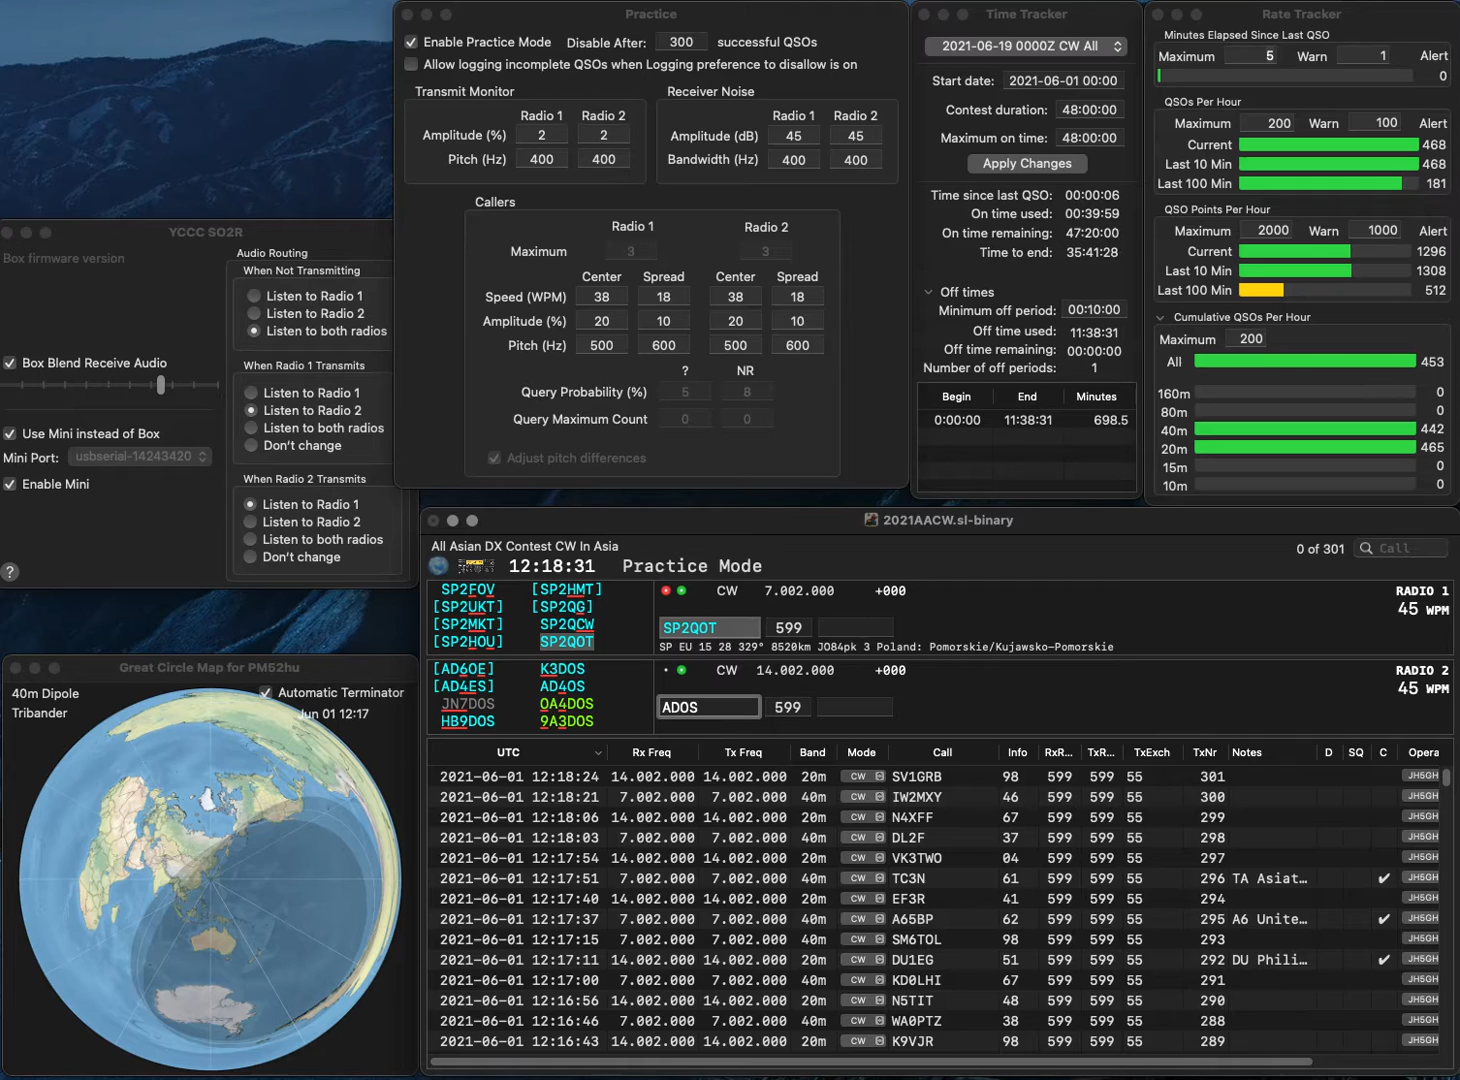 Practice
Enable Practice Mode Disable After: 300 successful QSOs
Allow logging incomplete QSOs when Logging preference to disallow is on
Transmit Monitor
Radio 1 Radio 2
Amplitude (%) 2 2
Pitch (Hz) 400 400
Receiver Noise
Radio 1 Radio 2
Amplitude (dB) 45 45
Bandwidth (Hz) 400 400
Callers
Radio 1 Radio 2
Maximum 3 3
Center Spread Center Spread
Speed (WPM) 38 18 38 18
Amplitude (%) 20 10 20 10
Pitch (Hz) 500 600 500 600
? NR
Query Probability (%) 5 8
Query Maximum Count 0 0
Adjust pitch differences
Time Tracker
2021-06-19 0000Z CW All
Start date: 2021-06-01 00:00
Contest duration: 48:00:00
Maximum on time: 48:00:00
Apply Changes
Time since last QSO: 00:00:06
On time used: 00:39:59
On time remaining: 47:20:00
Time to end: 35:41:28
Off times
Minimum off period: 00:10:00
Off time used: 11:38:31
Off time remaining: 00:00:00
Number of off periods: 1
Begin End Minutes
0:00:00 11:38:31 698.5
Rate Tracker
Minutes Elapsed Since Last QSO
Maximum 5 Warn 1 Alert
0
QSOs Per Hour
Maximum 200 Warn 100 Alert
Current 468
Last 10 Min 468
Last 100 Min 181
QSO Points Per Hour
Maximum 2000 Warn 1000 Alert
Current 1296
Last 10 Min 1308
Last 100 Min 512
Cumulative QSOs Per Hour
Maximum 200
All 453
160m 0
80m 0
40m 442
20m 465
15m 0
10m 0
YCCC SO2R
Box firmware version
Box Blend Receive Audio
Use Mini instead of Box
Mini Port: usbserial-14243420
Enable Mini
?
Audio Routing
When Not Transmitting
Listen to Radio 1
Listen to Radio 2
Listen to both radios
When Radio 1 Transmits
Listen to Radio 1
Listen to Radio 2
Listen to both radios
Don't change
When Radio 2 Transmits
Listen to Radio 1
Listen to Radio 2
Listen to both radios
Don't change
Great Circle Map for PM52hu
40m Dipole Automatic Terminator
Tribander Jun 01 12:17
2021AACW.sl-binary
All Asian DX Contest CW In Asia 0 of 301 Call
12:18:31 Practice Mode
SP2FOV [SP2HMT]
[SP2UKT] [SP2QG]
[SP2MKT] SP2QCW
[SP2HOU] SP2QOT
CW 7.002.000 +000 RADIO 1
45 WPM
SP2QOT 599
SP EU 15 28 329° 8520km JO84pk 3 Poland: Pomorskie/Kujawsko-Pomorskie
[AD6OE] K3DOS
[AD4ES] AD4OS
JN7DOS OA4DOS
HB9DOS 9A3DOS
CW 14.002.000 +000 RADIO 2
45 WPM
ADOS 599
UTC Rx Freq Tx Freq Band Mode Call Info RxR... TxR... TxExch TxNr Notes D SQ C Opera
2021-06-01 12:18:24 14.002.000 14.002.000 20m CW SV1GRB 98 599 599 55 301 JH5GH
2021-06-01 12:18:21 7.002.000 7.002.000 40m CW IW2MXY 46 599 599 55 300 JH5GH
2021-06-01 12:18:06 14.002.000 14.002.000 20m CW N4XFF 67 599 599 55 299 JH5GH
2021-06-01 12:18:03 7.002.000 7.002.000 40m CW DL2F 37 599 599 55 298 JH5GH
2021-06-01 12:17:54 14.002.000 14.002.000 20m CW VK3TWO 04 599 599 55 297 JH5GH
2021-06-01 12:17:51 7.002.000 7.002.000 40m CW TC3N 61 599 599 55 296 TA Asiat... ✔ JH5GH
2021-06-01 12:17:40 14.002.000 14.002.000 20m CW EF3R 41 599 599 55 294 JH5GH
2021-06-01 12:17:37 7.002.000 7.002.000 40m CW A65BP 62 599 599 55 295 A6 Unite... ✔ JH5GH
2021-06-01 12:17:15 14.002.000 14.002.000 20m CW SM6TOL 98 599 599 55 293 JH5GH
2021-06-01 12:17:11 7.002.000 7.002.000 40m CW DU1EG 51 599 599 55 292 DU Phili... ✔ JH5GH
2021-06-01 12:17:00 14.002.000 14.002.000 20m CW KD0LHI 67 599 599 55 291 JH5GH
2021-06-01 12:16:56 14.002.000 14.002.000 20m CW N5TIT 48 599 599 55 290 JH5GH
2021-06-01 12:16:46 7.002.000 7.002.000 40m CW WA0PTZ 38 599 599 55 288 JH5GH
2021-06-01 12:16:43 14.002.000 14.002.000 20m CW K9VJR 98 599 599 55 289 JH5GH